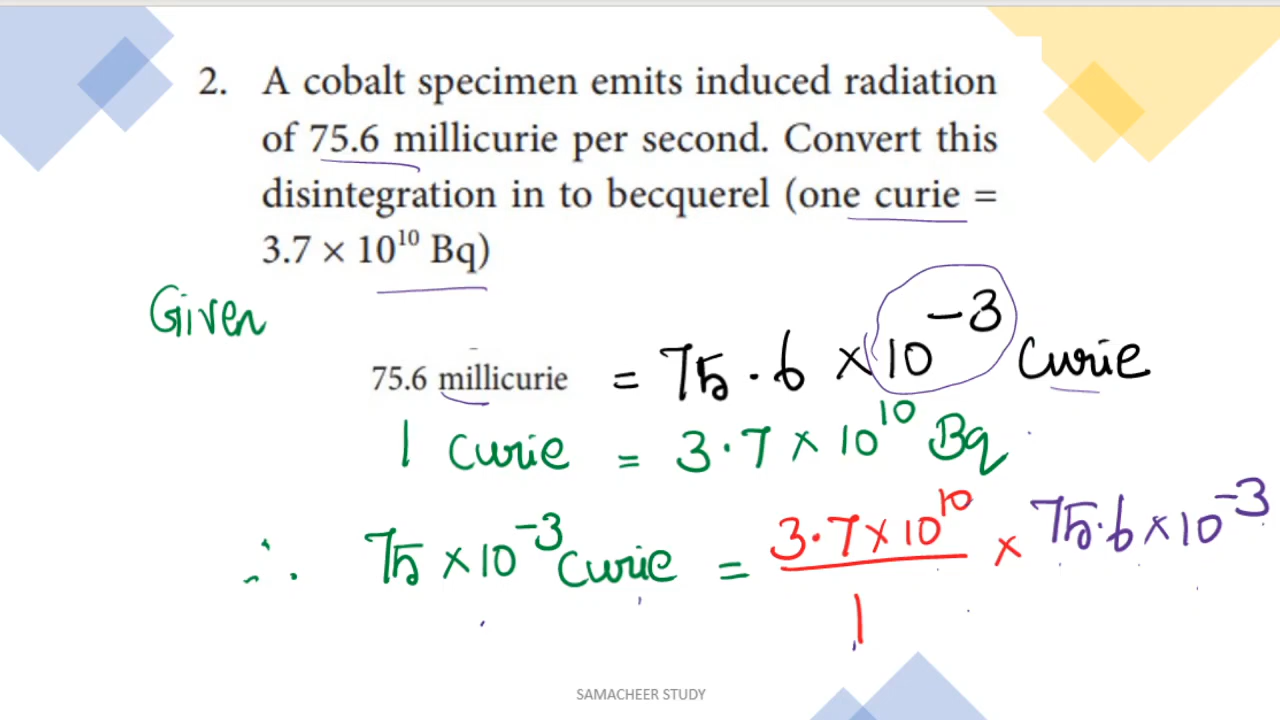 2. A cobalt specimen emits induced radiation
of 75.6 millicurie per second. Convert this
disintegration in to becquerel (one curie =
3.7 × 10¹⁰ Bq)
Given
75.6 millicurie = 75.6 × 10⁻³ Curie
1 Curie = 3.7 × 10¹⁰ Bq
∴ 75 × 10⁻³ Curie = 3.7 × 10¹⁰ / 1 × 75.6 × 10⁻³
SAMACHEER STUDY